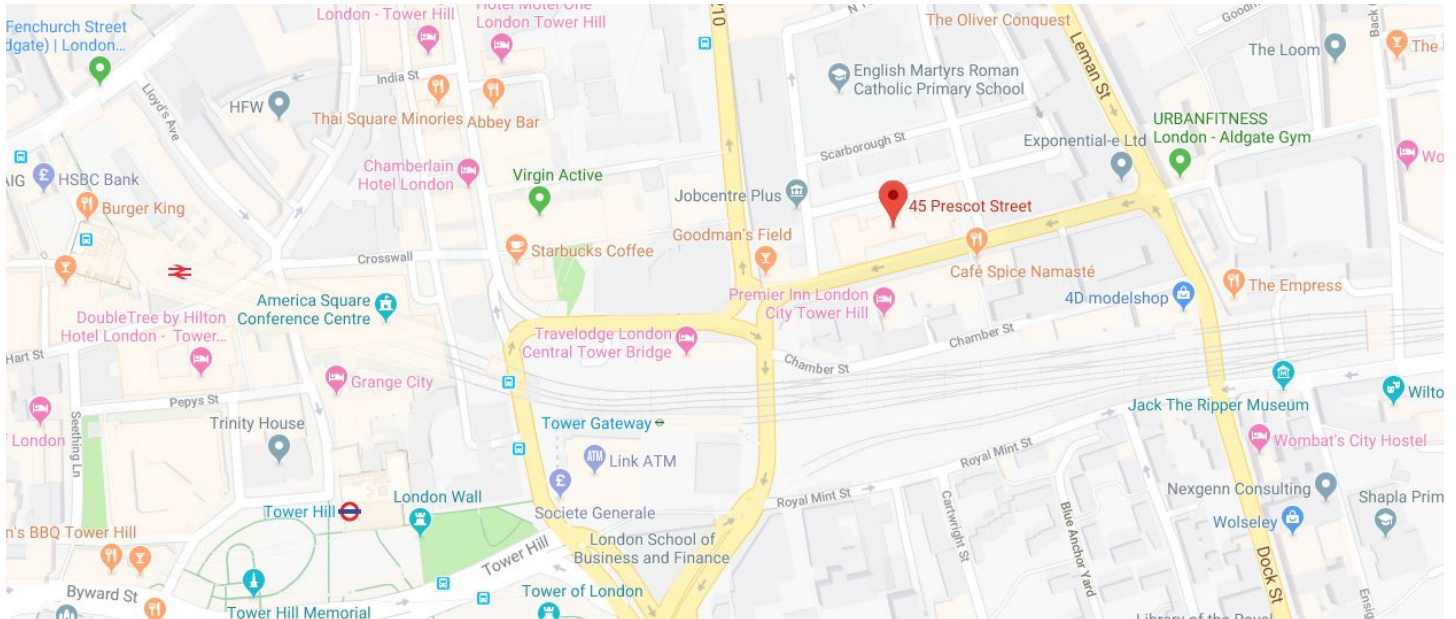 London - Tower Hill
Hotel Motel One
London Tower Hill
The Oliver Conquest
Fenchurch Street
dgate) | London...
Leman St
The Loom
English Martyrs Roman
Catholic Primary School
India St
HFW
Lloyd's Ave
Thai Square Minories
Abbey Bar
URBANFITNESS
London - Aldgate Gym
Exponential-e Ltd
Scarborough St
Chamberlain
Hotel London
Virgin Active
AIG
HSBC Bank
Burger King
Jobcentre Plus
45 Prescot Street
Goodman's Field
Starbucks Coffee
Crosswall
Café Spice Namasté
America Square
Conference Centre
Premier Inn London
City Tower Hill
4D modelshop
The Empress
DoubleTree by Hilton
Hotel London - Tower...
Travelodge London
Central Tower Bridge
Chamber St
Chamber St
Hart St
Grange City
Pepys St
Jack The Ripper Museum
Wilto
Trinity House
London
Seething Ln
Tower Gateway
ATM
Link ATM
Royal Mint St
Wombat's City Hostel
London Wall
Tower Hill
Royal Mint St
Cartwright St
Blue Anchor Yard
Nexgenn Consulting
Shapla Prim
Societe Generale
Wolseley
n's BBQ Tower Hill
London School of
Business and Finance
Tower Hill
Dock St
Byward St
Tower of London
Tower Hill Memorial
Ensig